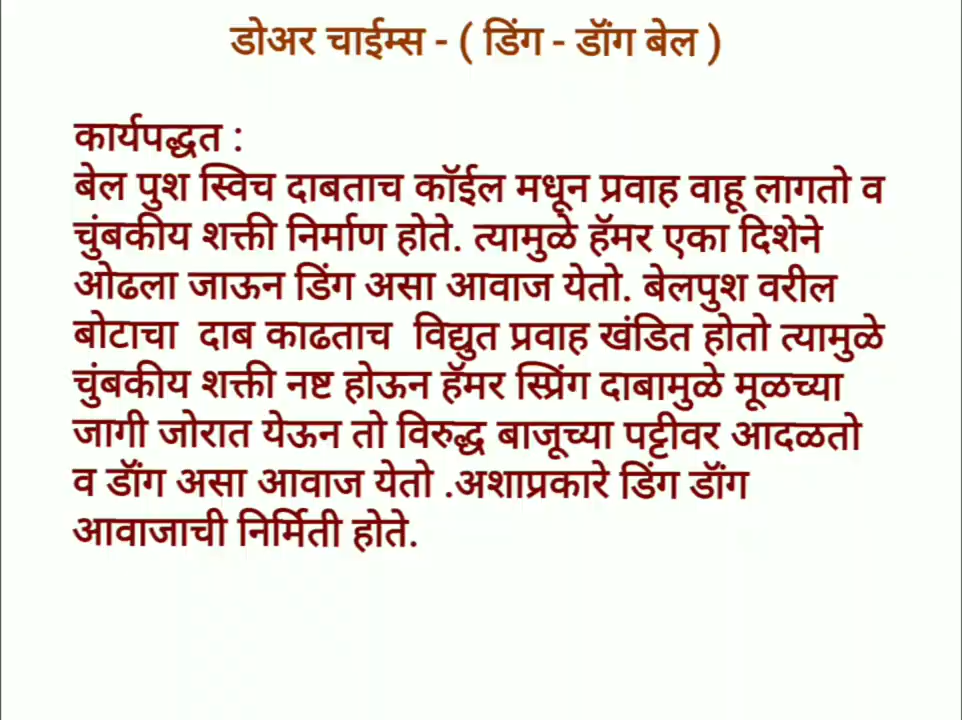 डोअर चाईम्स - ( डिंग - डॉंग बेल )
कार्यपद्धत :
बेल पुश स्विच दाबताच कॉईल मधून प्रवाह वाहू लागतो व
चुंबकीय शक्ती निर्माण होते. त्यामुळे हॅमर एका दिशेने
ओढला जाऊन डिंग असा आवाज येतो. बेलपुश वरील
बोटाचा दाब काढताच विद्युत प्रवाह खंडित होतो त्यामुळे
चुंबकीय शक्ती नष्ट होऊन हॅमर स्प्रिंग दाबामुळे मूळच्या
जागी जोरात येऊन तो विरुद्ध बाजूच्या पट्टीवर आदळतो
व डॉंग असा आवाज येतो .अशाप्रकारे डिंग डॉंग
आवाजाची निर्मिती होते.